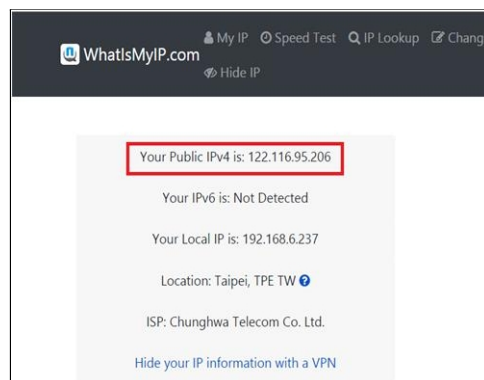 WhatIsMyIP.com
My IP Speed Test IP Lookup Chang
Hide IP
Your Public IPv4 is: 122.116.95.206
Your IPv6 is: Not Detected
Your Local IP is: 192.168.6.237
Location: Taipei, TPE TW
ISP: Chunghwa Telecom Co. Ltd.
Hide your IP information with a VPN